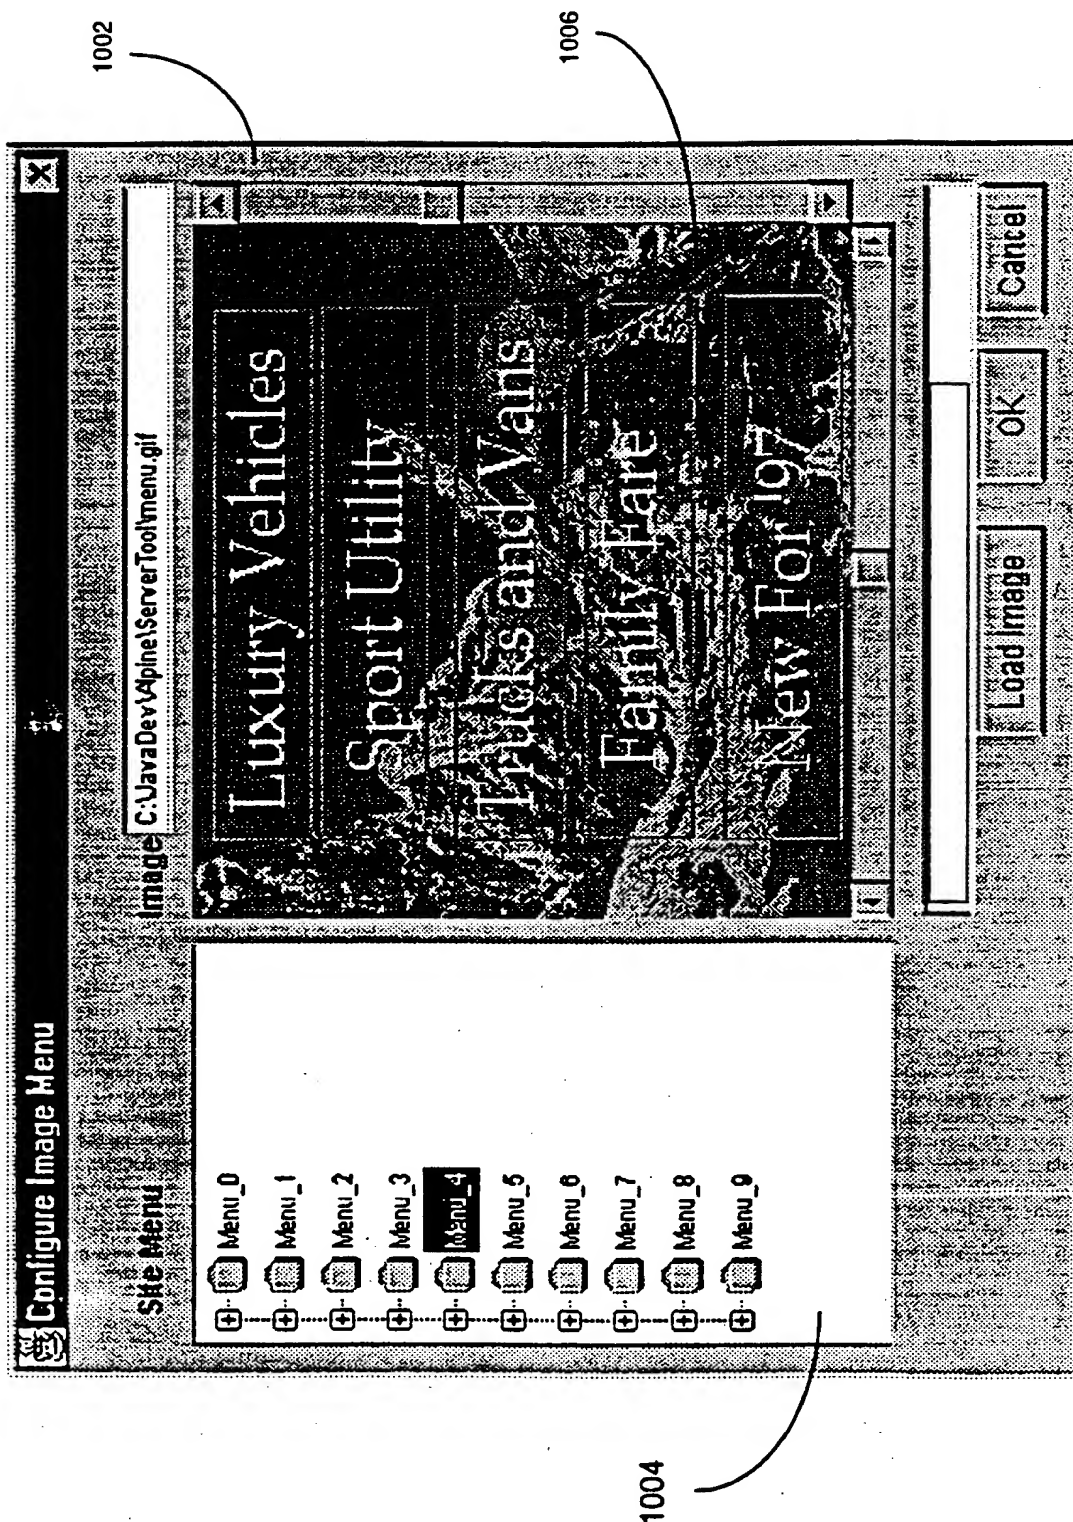 Configure Image Menu
Site Menu
Image C:\JavaDev\Alpine\ServerTool\menu.gif
Menu_0
Menu_1
Menu_2
Menu_3
Menu_4
Menu_5
Menu_6
Menu_7
Menu_8
Menu_9
Luxury Vehicles
Sport Utility
Trucks and Vans
Family Fare
New For '97
Load Image
OK
Cancel
1002
1006
1004